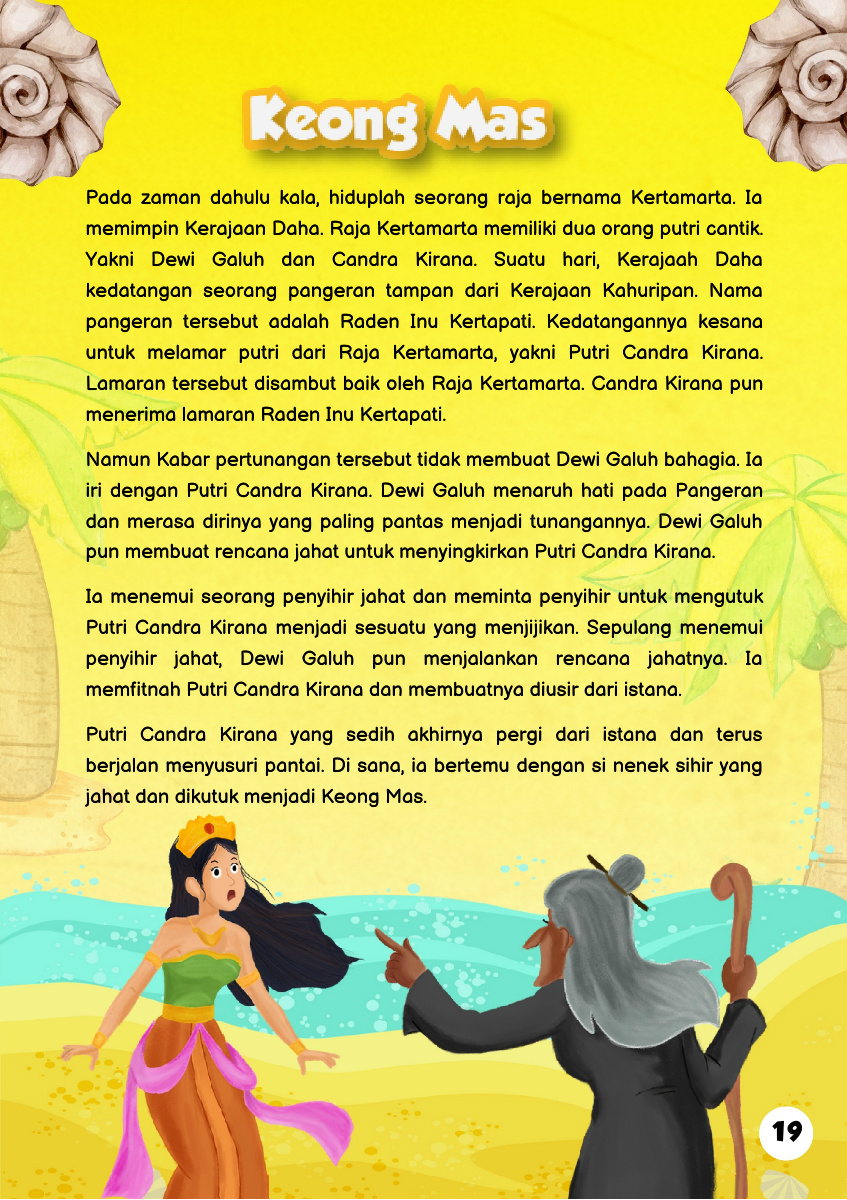 Keong Mas
Pada zaman dahulu kala, hiduplah seorang raja bernama Kertamarta. Ia
memimpin Kerajaan Daha. Raja Kertamarta memiliki dua orang putri cantik.
Yakni Dewi Galuh dan Candra Kirana. Suatu hari, Kerajaah Daha
kedatangan seorang pangeran tampan dari Kerajaan Kahuripan. Nama
pangeran tersebut adalah Raden Inu Kertapati. Kedatangannya kesana
untuk melamar putri dari Raja Kertamarta, yakni Putri Candra Kirana.
Lamaran tersebut disambut baik oleh Raja Kertamarta. Candra Kirana pun
menerima lamaran Raden Inu Kertapati.
Namun Kabar pertunangan tersebut tidak membuat Dewi Galuh bahagia. Ia
iri dengan Putri Candra Kirana. Dewi Galuh menaruh hati pada Pangeran
dan merasa dirinya yang paling pantas menjadi tunangannya. Dewi Galuh
pun membuat rencana jahat untuk menyingkirkan Putri Candra Kirana.
Ia menemui seorang penyihir jahat dan meminta penyihir untuk mengutuk
Putri Candra Kirana menjadi sesuatu yang menjijikan. Sepulang menemui
penyihir jahat, Dewi Galuh pun menjalankan rencana jahatnya. Ia
memfitnah Putri Candra Kirana dan membuatnya diusir dari istana.
Putri Candra Kirana yang sedih akhirnya pergi dari istana dan terus
berjalan menyusuri pantai. Di sana, ia bertemu dengan si nenek sihir yang
jahat dan dikutuk menjadi Keong Mas.
19